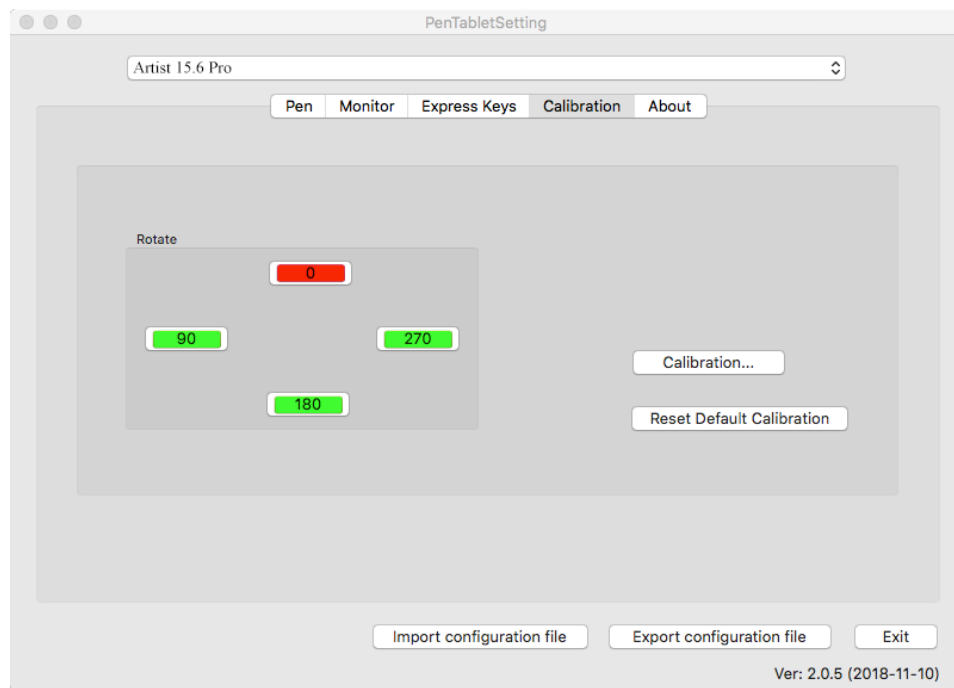 PenTabletSetting
Artist 15.6 Pro
Pen Monitor Express Keys Calibration About
Rotate
0
90 270
180
Calibration...
Reset Default Calibration
Import configuration file Export configuration file Exit
Ver: 2.0.5 (2018-11-10)